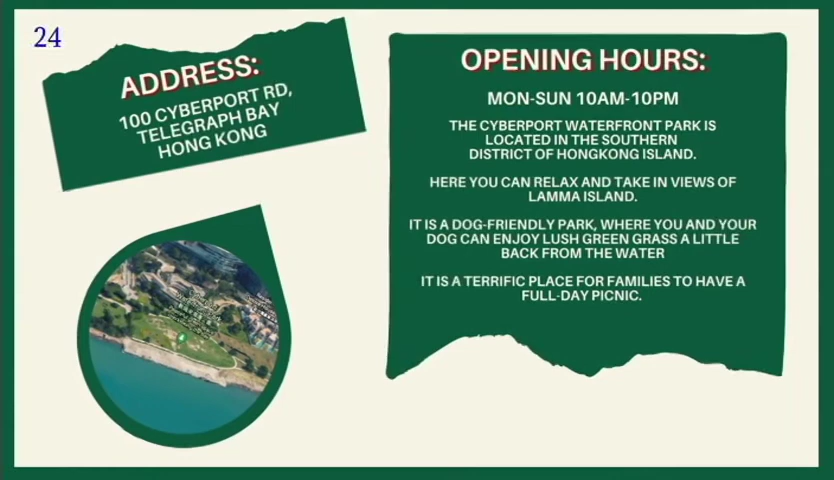 24
ADDRESS:
100 CYBERPORT RD,
TELEGRAPH BAY
HONG KONG
OPENING HOURS:
MON-SUN 10AM-10PM
THE CYBERPORT WATERFRONT PARK IS
LOCATED IN THE SOUTHERN
DISTRICT OF HONGKONG ISLAND.
HERE YOU CAN RELAX AND TAKE IN VIEWS OF
LAMMA ISLAND.
IT IS A DOG-FRIENDLY PARK, WHERE YOU AND YOUR
DOG CAN ENJOY LUSH GREEN GRASS A LITTLE
BACK FROM THE WATER
IT IS A TERRIFIC PLACE FOR FAMILIES TO HAVE A
FULL-DAY PICNIC.